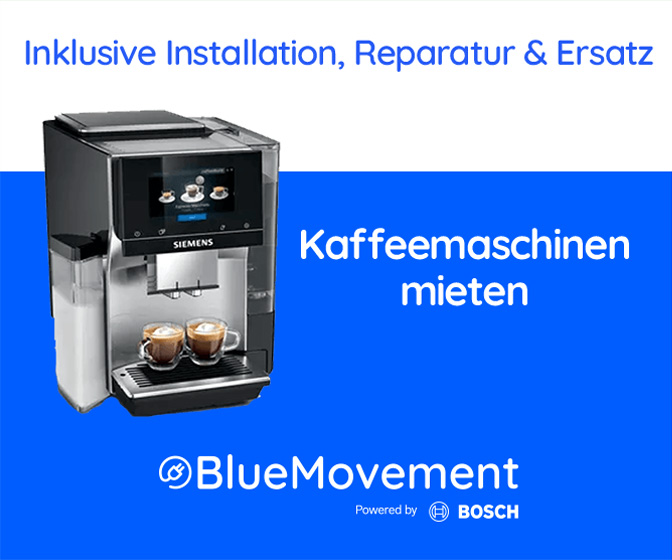 Inklusive Installation, Reparatur & Ersatz
SIEMENS
Kaffeemaschinen
mieten
BlueMovement
Powered by BOSCH